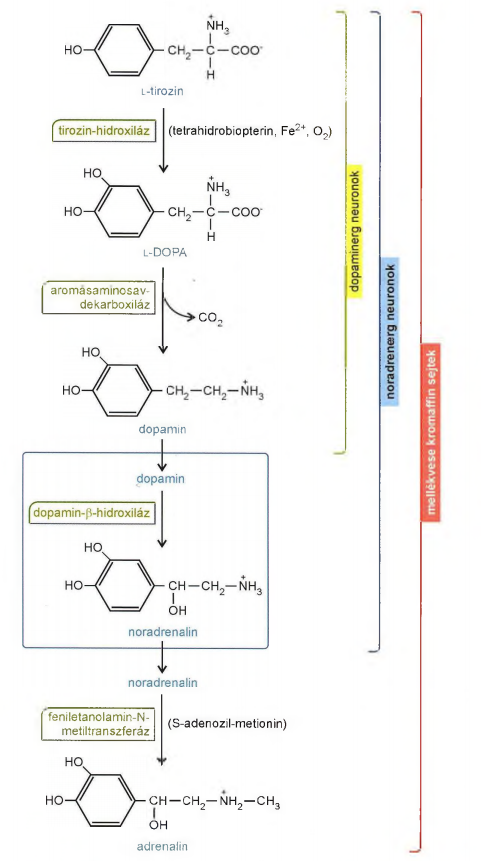 NH₃⁺
HO
CH₂—C—COO⁻
H
L-tirozin
tirozin-hidroxiláz (tetrahidrobiopterin, Fe²⁺, O₂)
HO
NH₃⁺
HO
CH₂—C—COO⁻
H
L-DOPA
aromásaminosav-
dekarboxiláz
CO₂
HO
HO
CH₂—CH₂—NH₃⁺
dopamin
dopamin
dopamin-β-hidroxiláz
HO
HO
CH—CH₂—NH₃⁺
OH
noradrenalin
noradrenalin
feniletanolamin-N-
metiltranszferáz (S-adenozil-metionin)
HO
HO
CH—CH₂—NH₂⁺—CH₃
OH
adrenalin
dopaminerg neuronok
noradrenerg neuronok
mellékvese kromaffin sejtek